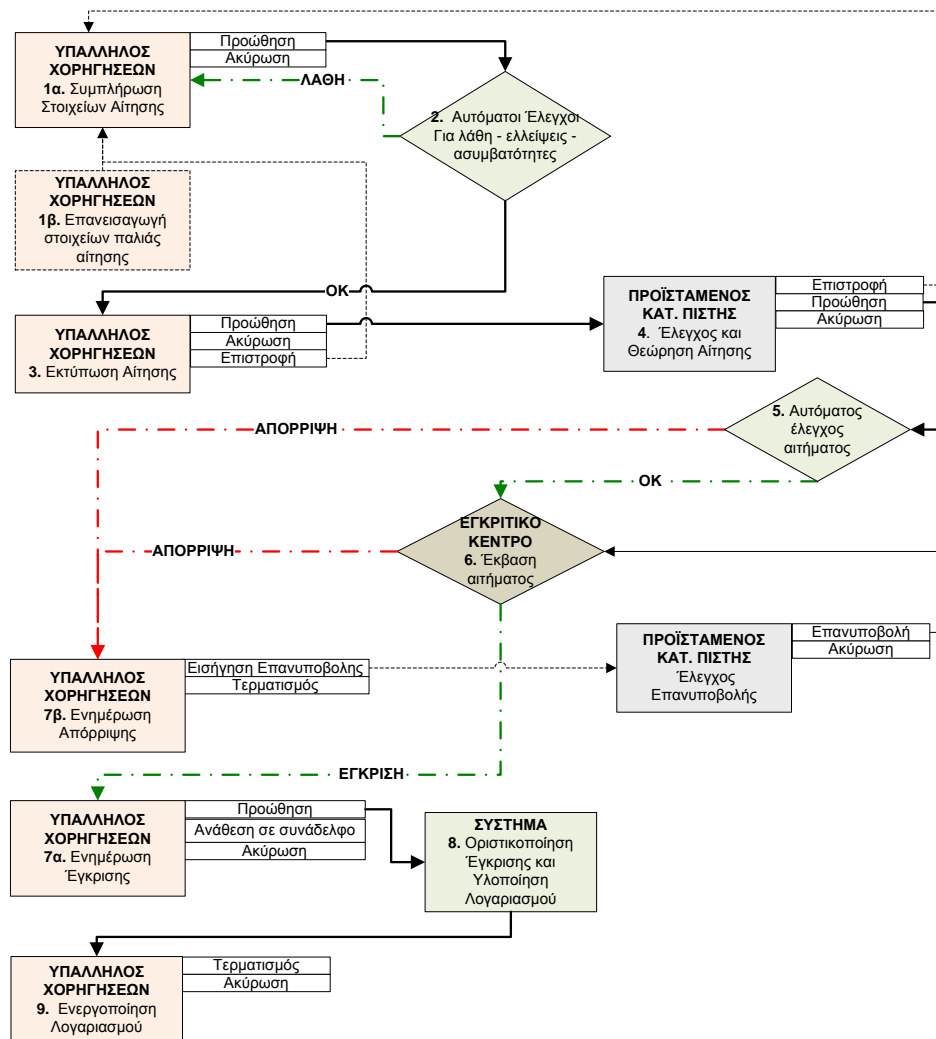 ΥΠΑΛΛΗΛΟΣ
ΧΟΡΗΓΗΣΕΩΝ
1α. Συμπλήρωση
Στοιχείων Αίτησης
Προώθηση
Ακύρωση
ΛΑΘΗ
2. Αυτόματοι Έλεγχοι
Για λάθη - ελλείψεις -
ασυμβατότητες
ΥΠΑΛΛΗΛΟΣ
ΧΟΡΗΓΗΣΕΩΝ
1β. Επανεισαγωγή
στοιχείων παλιάς
αίτησης
ΟΚ
ΥΠΑΛΛΗΛΟΣ
ΧΟΡΗΓΗΣΕΩΝ
3. Εκτύπωση Αίτησης
Προώθηση
Ακύρωση
Επιστροφή
ΠΡΟΪΣΤΑΜΕΝΟΣ
ΚΑΤ. ΠΙΣΤΗΣ
4. Έλεγχος και
Θεώρηση Αίτησης
Επιστροφή
Προώθηση
Ακύρωση
5. Αυτόματος
έλεγχος
αιτήματος
ΑΠΟΡΡΙΨΗ
ΟΚ
ΕΓΚΡΙΤΙΚΟ
ΚΕΝΤΡΟ
6. Έκβαση
αιτήματος
ΑΠΟΡΡΙΨΗ
ΥΠΑΛΛΗΛΟΣ
ΧΟΡΗΓΗΣΕΩΝ
7β. Ενημέρωση
Απόρριψης
Εισήγηση Επανυποβολης
Τερματισμός
ΠΡΟΪΣΤΑΜΕΝΟΣ
ΚΑΤ. ΠΙΣΤΗΣ
Έλεγχος
Επανυποβολής
Επανυποβολή
Ακύρωση
ΕΓΚΡΙΣΗ
ΥΠΑΛΛΗΛΟΣ
ΧΟΡΗΓΗΣΕΩΝ
7α. Ενημέρωση
Έγκρισης
Προώθηση
Ανάθεση σε συνάδελφο
Ακύρωση
ΣΥΣΤΗΜΑ
8. Οριστικοποίηση
Έγκρισης και
Υλοποίηση
Λογαριασμού
ΥΠΑΛΛΗΛΟΣ
ΧΟΡΗΓΗΣΕΩΝ
9. Ενεργοποίηση
Λογαριασμού
Τερματισμός
Ακύρωση